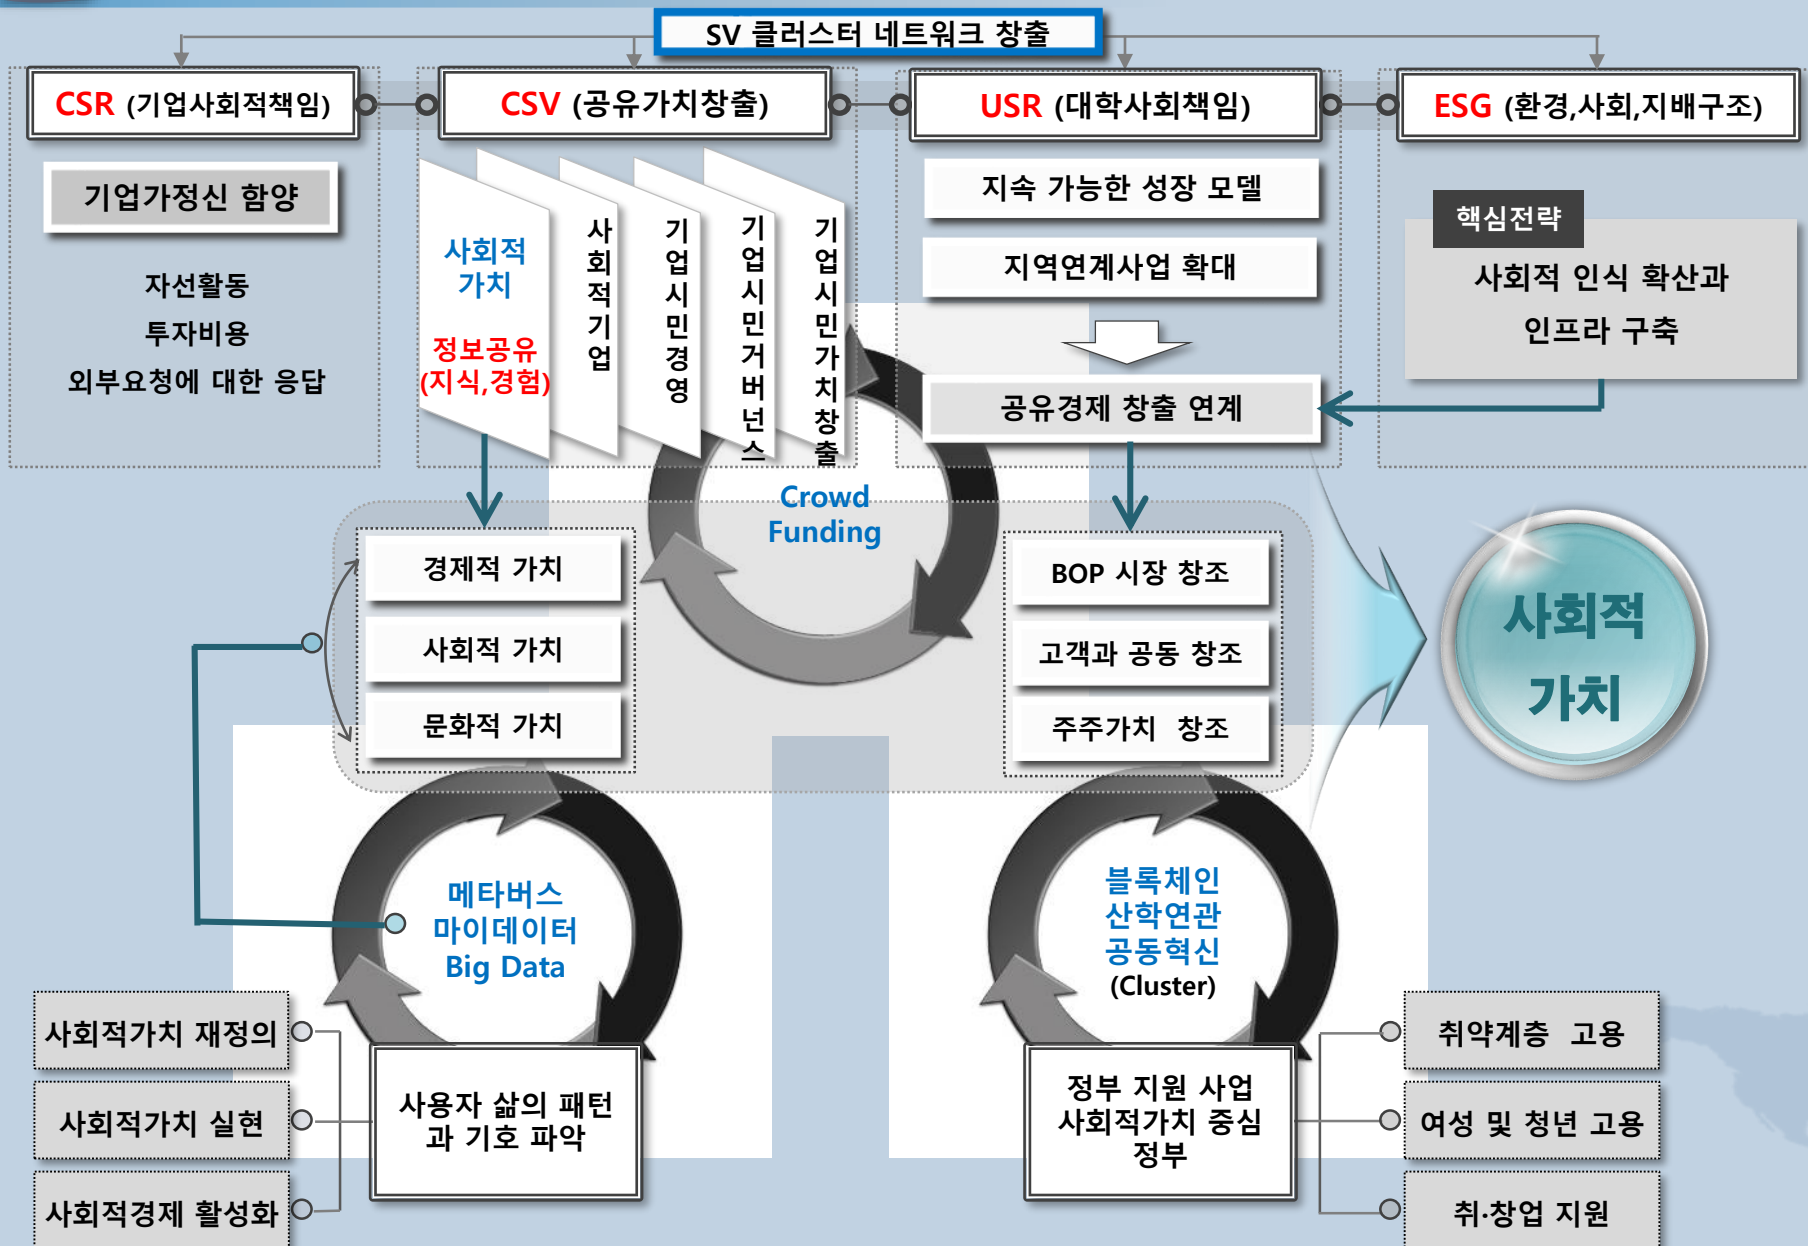 SV 클러스터 네트워크 창출
CSR (기업사회적책임)
CSV (공유가치창출)
USR (대학사회책임)
ESG (환경,사회,지배구조)
기업가정신 함양
자선활동
투자비용
외부요청에 대한 응답
사회적
가치
정보공유
(지식,경험)
사회적기업
기업시민경영
기업시민거버넌스
기업시민가치창출
지속 가능한 성장 모델
지역연계사업 확대
공유경제 창출 연계
핵심전략
사회적 인식 확산과
인프라 구축
Crowd
Funding
경제적 가치
사회적 가치
문화적 가치
BOP 시장 창조
고객과 공동 창조
주주가치 창조
사회적
가치
메타버스
마이데이터
Big Data
블록체인
산학연관
공동혁신
(Cluster)
사회적가치 재정의
사회적가치 실현
사회적경제 활성화
사용자 삶의 패턴
과 기호 파악
정부 지원 사업
사회적가치 중심
정부
취약계층 고용
여성 및 청년 고용
취·창업 지원